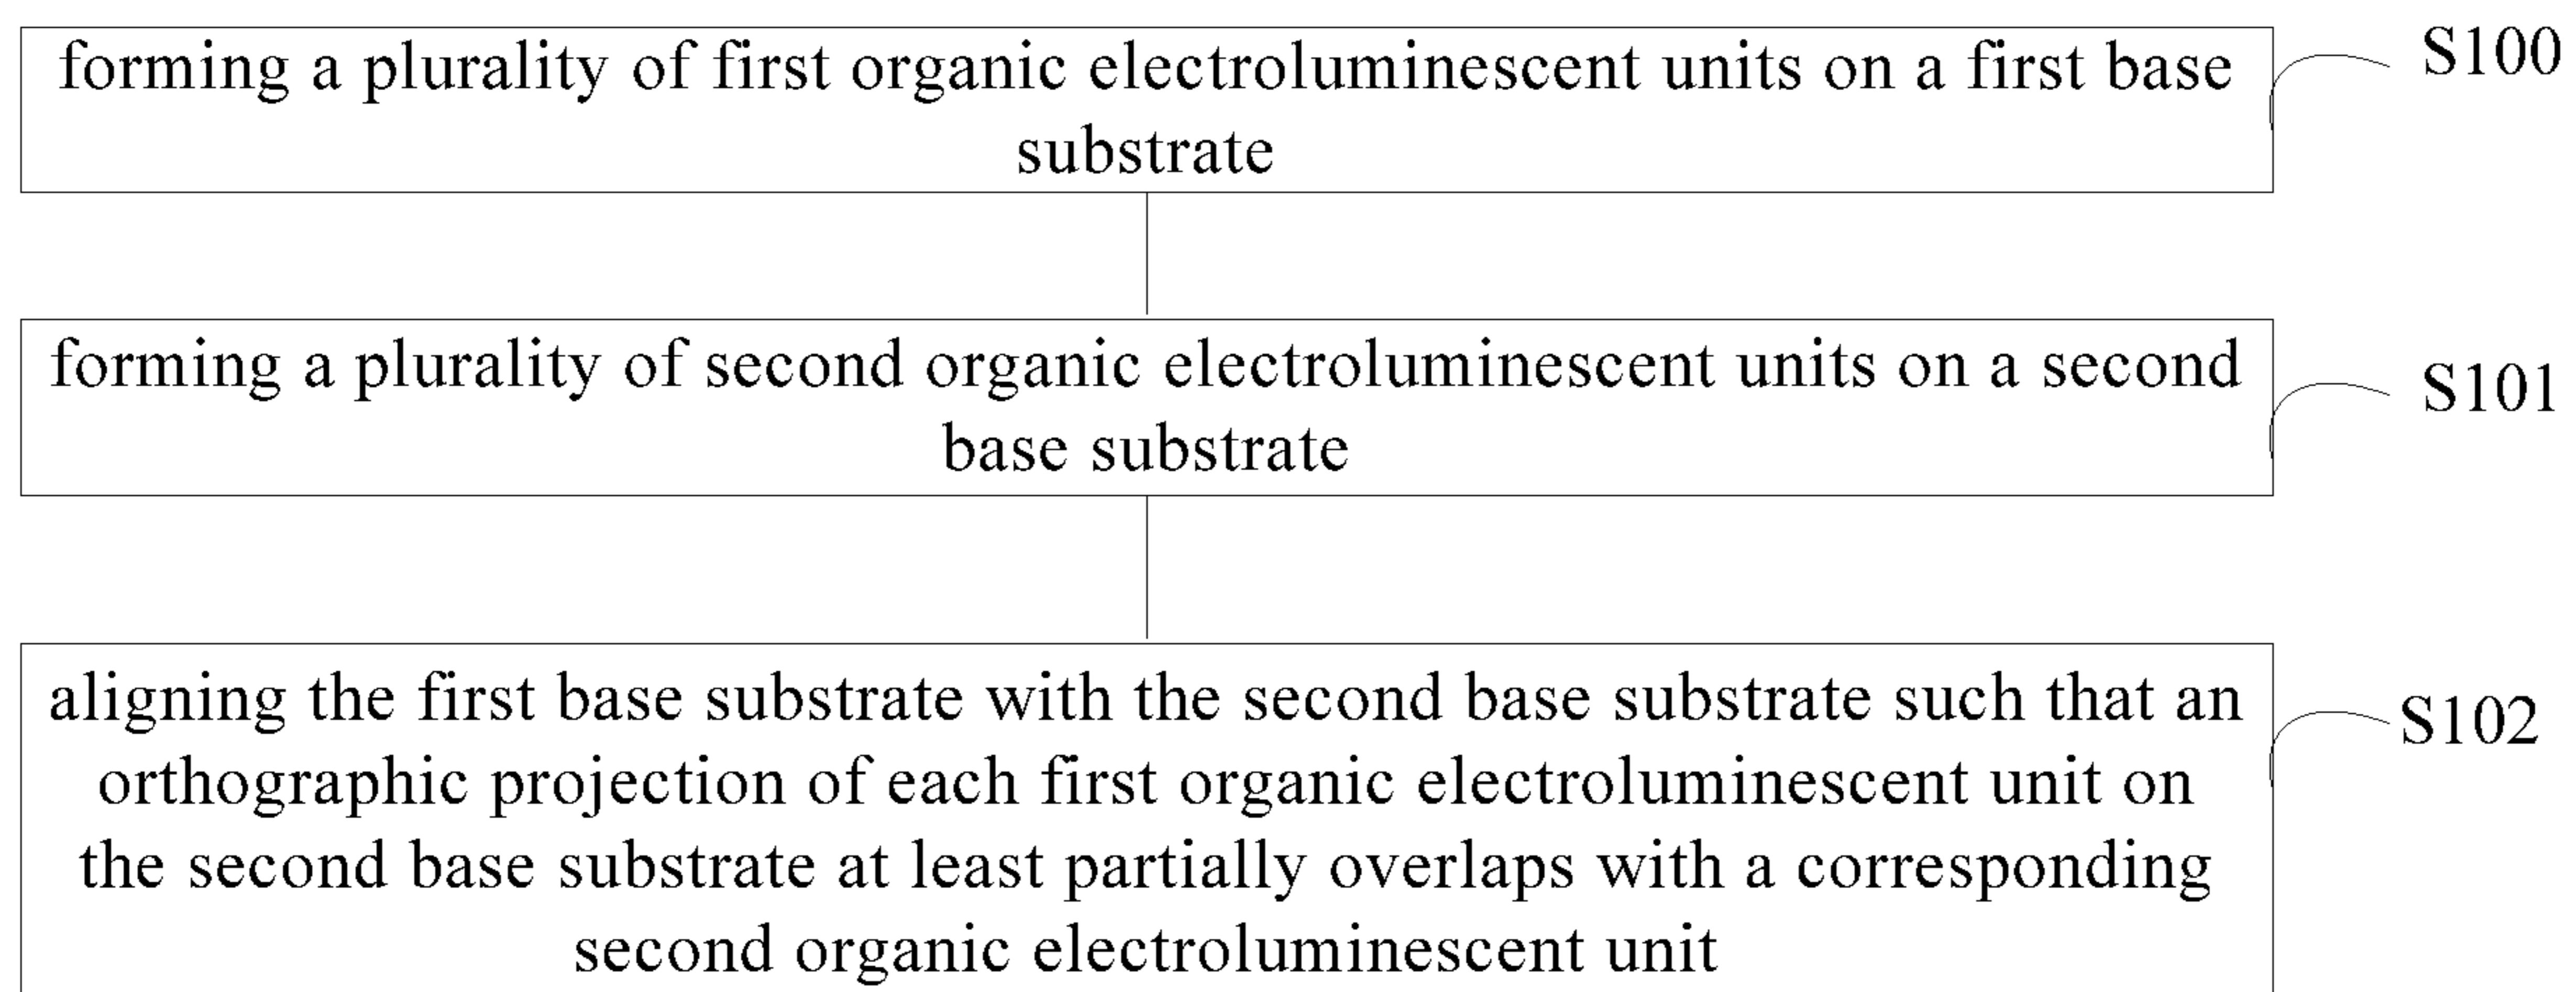 forming a plurality of first organic electroluminescent units on a first base
substrate
S100
forming a plurality of second organic electroluminescent units on a second
base substrate
S101
aligning the first base substrate with the second base substrate such that an
orthographic projection of each first organic electroluminescent unit on
the second base substrate at least partially overlaps with a corresponding
second organic electroluminescent unit
S102